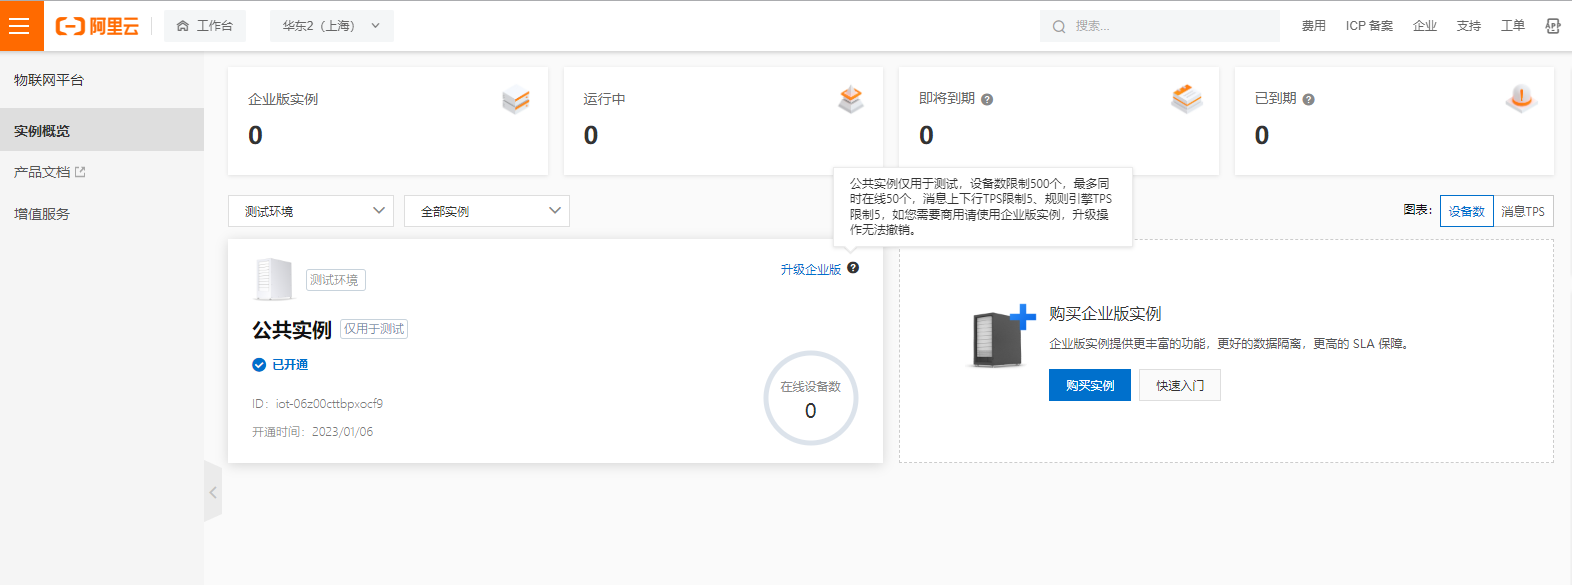 阿里云
工作台
华东2（上海）
搜索...
费用
ICP 备案
企业
支持
工单
物联网平台
实例概览
产品文档
增值服务
企业版实例
0
运行中
0
即将到期
0
已到期
0
公共实例仅用于测试，设备数限制500个，最多同
时在线50个，消息上下行TPS限制5、规则引擎TPS
限制5，如您需要商用请使用企业版实例，升级操
作无法撤销。
测试环境
全部实例
图表：
设备数
消息TPS
测试环境
升级企业版
公共实例
仅用于测试
已开通
ID： iot-06z00cttbpxocf9
开通时间： 2023/01/06
在线设备数
0
购买企业版实例
企业版实例提供更丰富的功能，更好的数据隔离，更高的 SLA 保障。
购买实例
快速入门